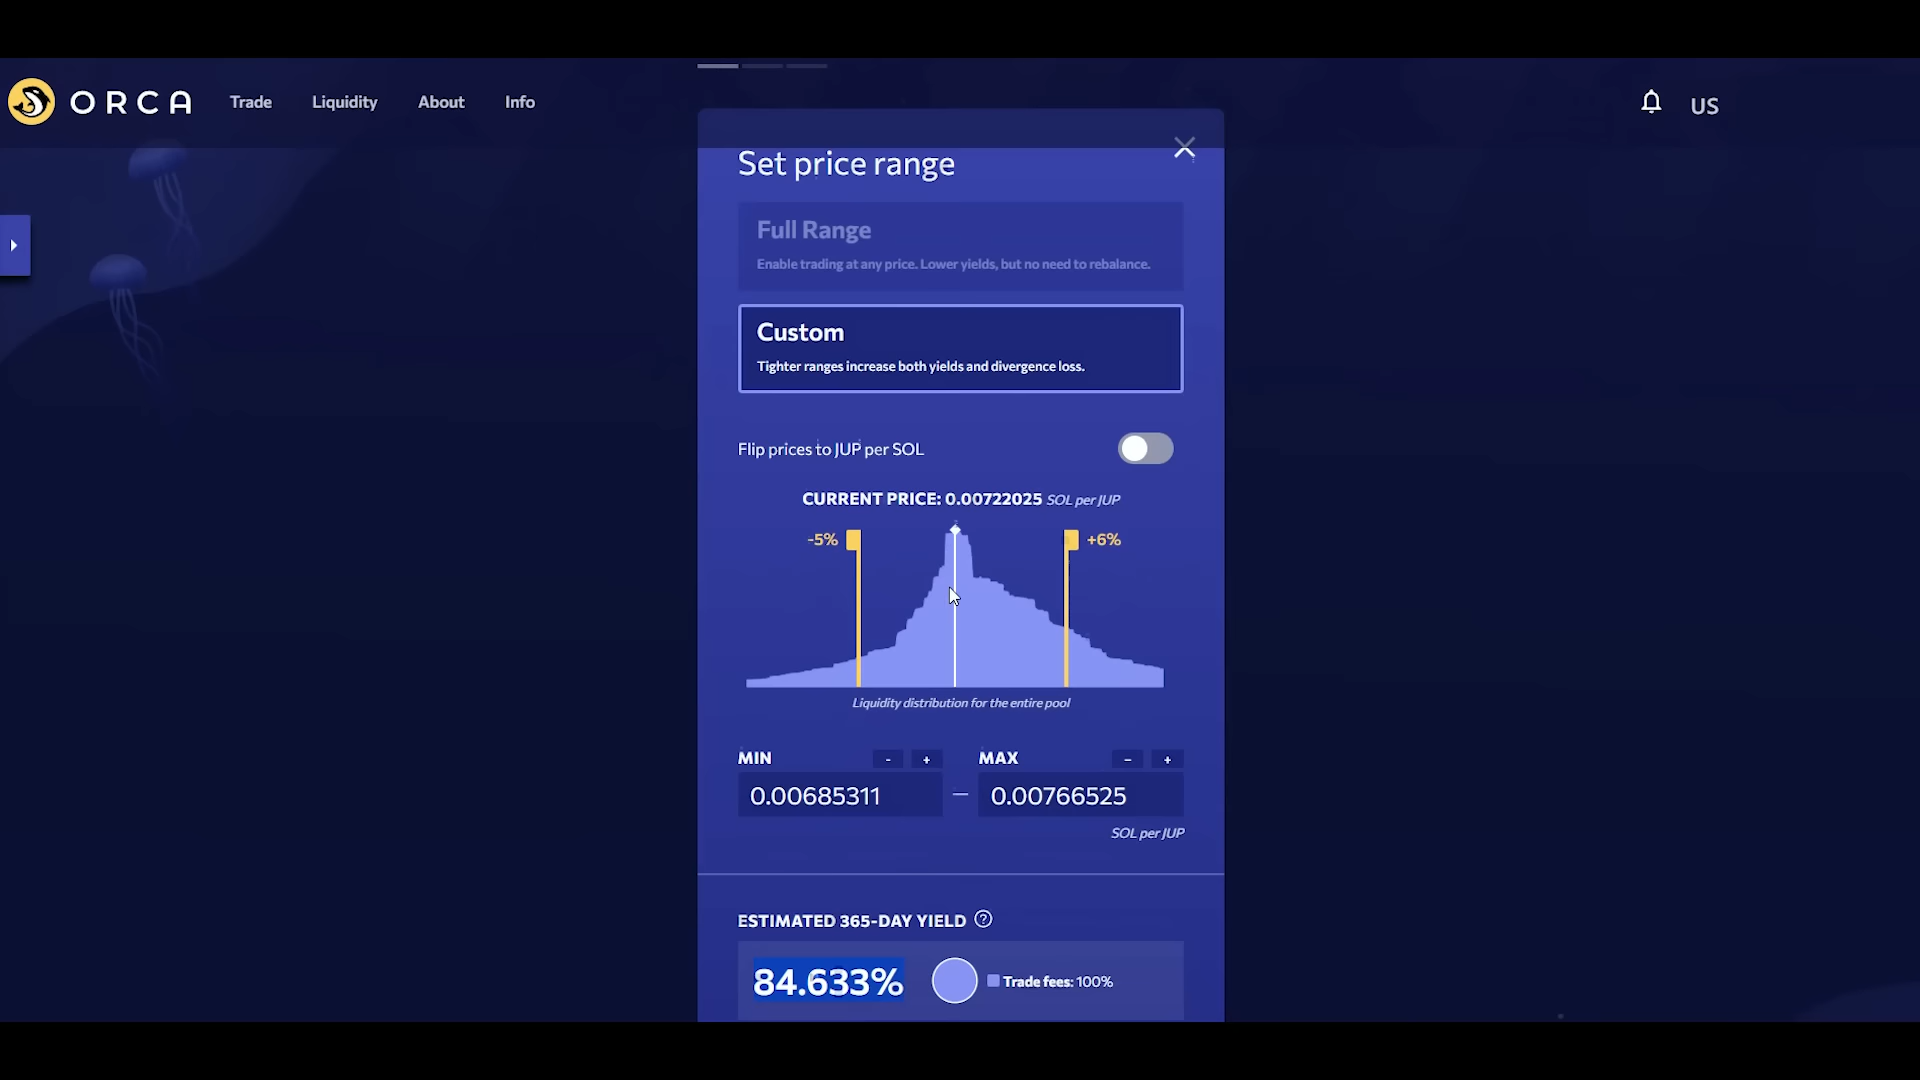 ORCA
Trade
Liquidity
About
Info
US
Set price range
Full Range
Enable trading at any price. Lower yields, but no need to rebalance.
Custom
Tighter ranges increase both yields and divergence loss.
Flip prices to JUP per SOL
CURRENT PRICE: 0.00722025 SOL per JUP
-5%
+6%
Liquidity distribution for the entire pool
MIN - +
MAX - +
0.00685311 — 0.00766525
SOL per JUP
ESTIMATED 365-DAY YIELD ?
84.633%
Trade fees: 100%